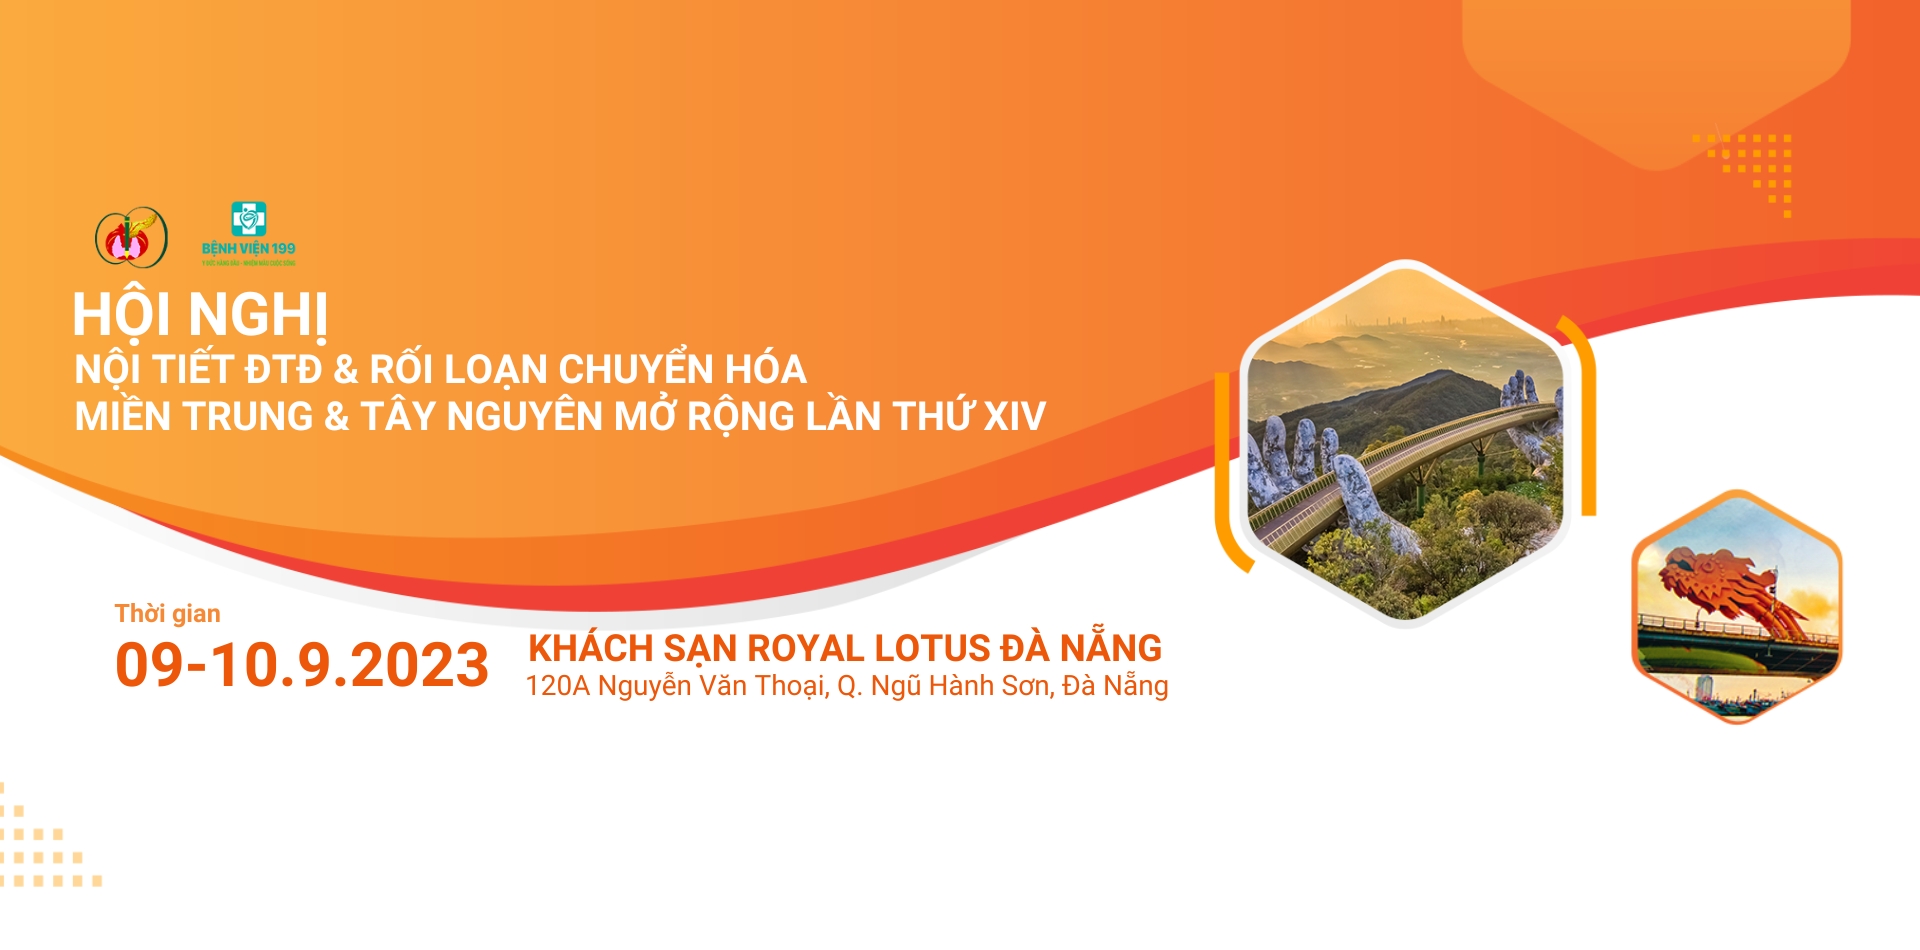 BỆNH VIỆN 199
HỘI NGHỊ
NỘI TIẾT ĐTĐ & RỐI LOẠN CHUYỂN HÓA
MIỀN TRUNG & TÂY NGUYÊN MỞ RỘNG LẦN THỨ XIV
Thời gian
09-10.9.2023
KHÁCH SẠN ROYAL LOTUS ĐÀ NẴNG
120A Nguyễn Văn Thoại, Q. Ngũ Hành Sơn, Đà Nẵng